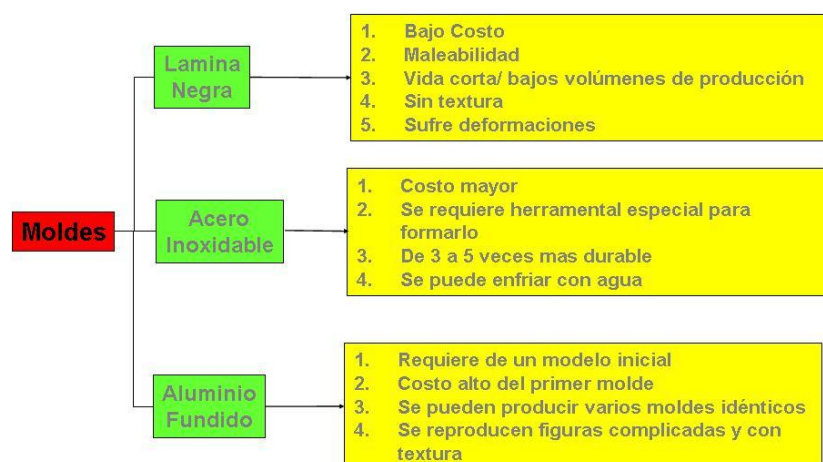 Moldes
Lamina
Negra
1. Bajo Costo
2. Maleabilidad
3. Vida corta/ bajos volúmenes de producción
4. Sin textura
5. Sufre deformaciones
Acero
Inoxidable
1. Costo mayor
2. Se requiere herramental especial para
formarlo
3. De 3 a 5 veces mas durable
4. Se puede enfriar con agua
Aluminio
Fundido
1. Requiere de un modelo inicial
2. Costo alto del primer molde
3. Se pueden producir varios moldes idénticos
4. Se reproducen figuras complicadas y con
textura